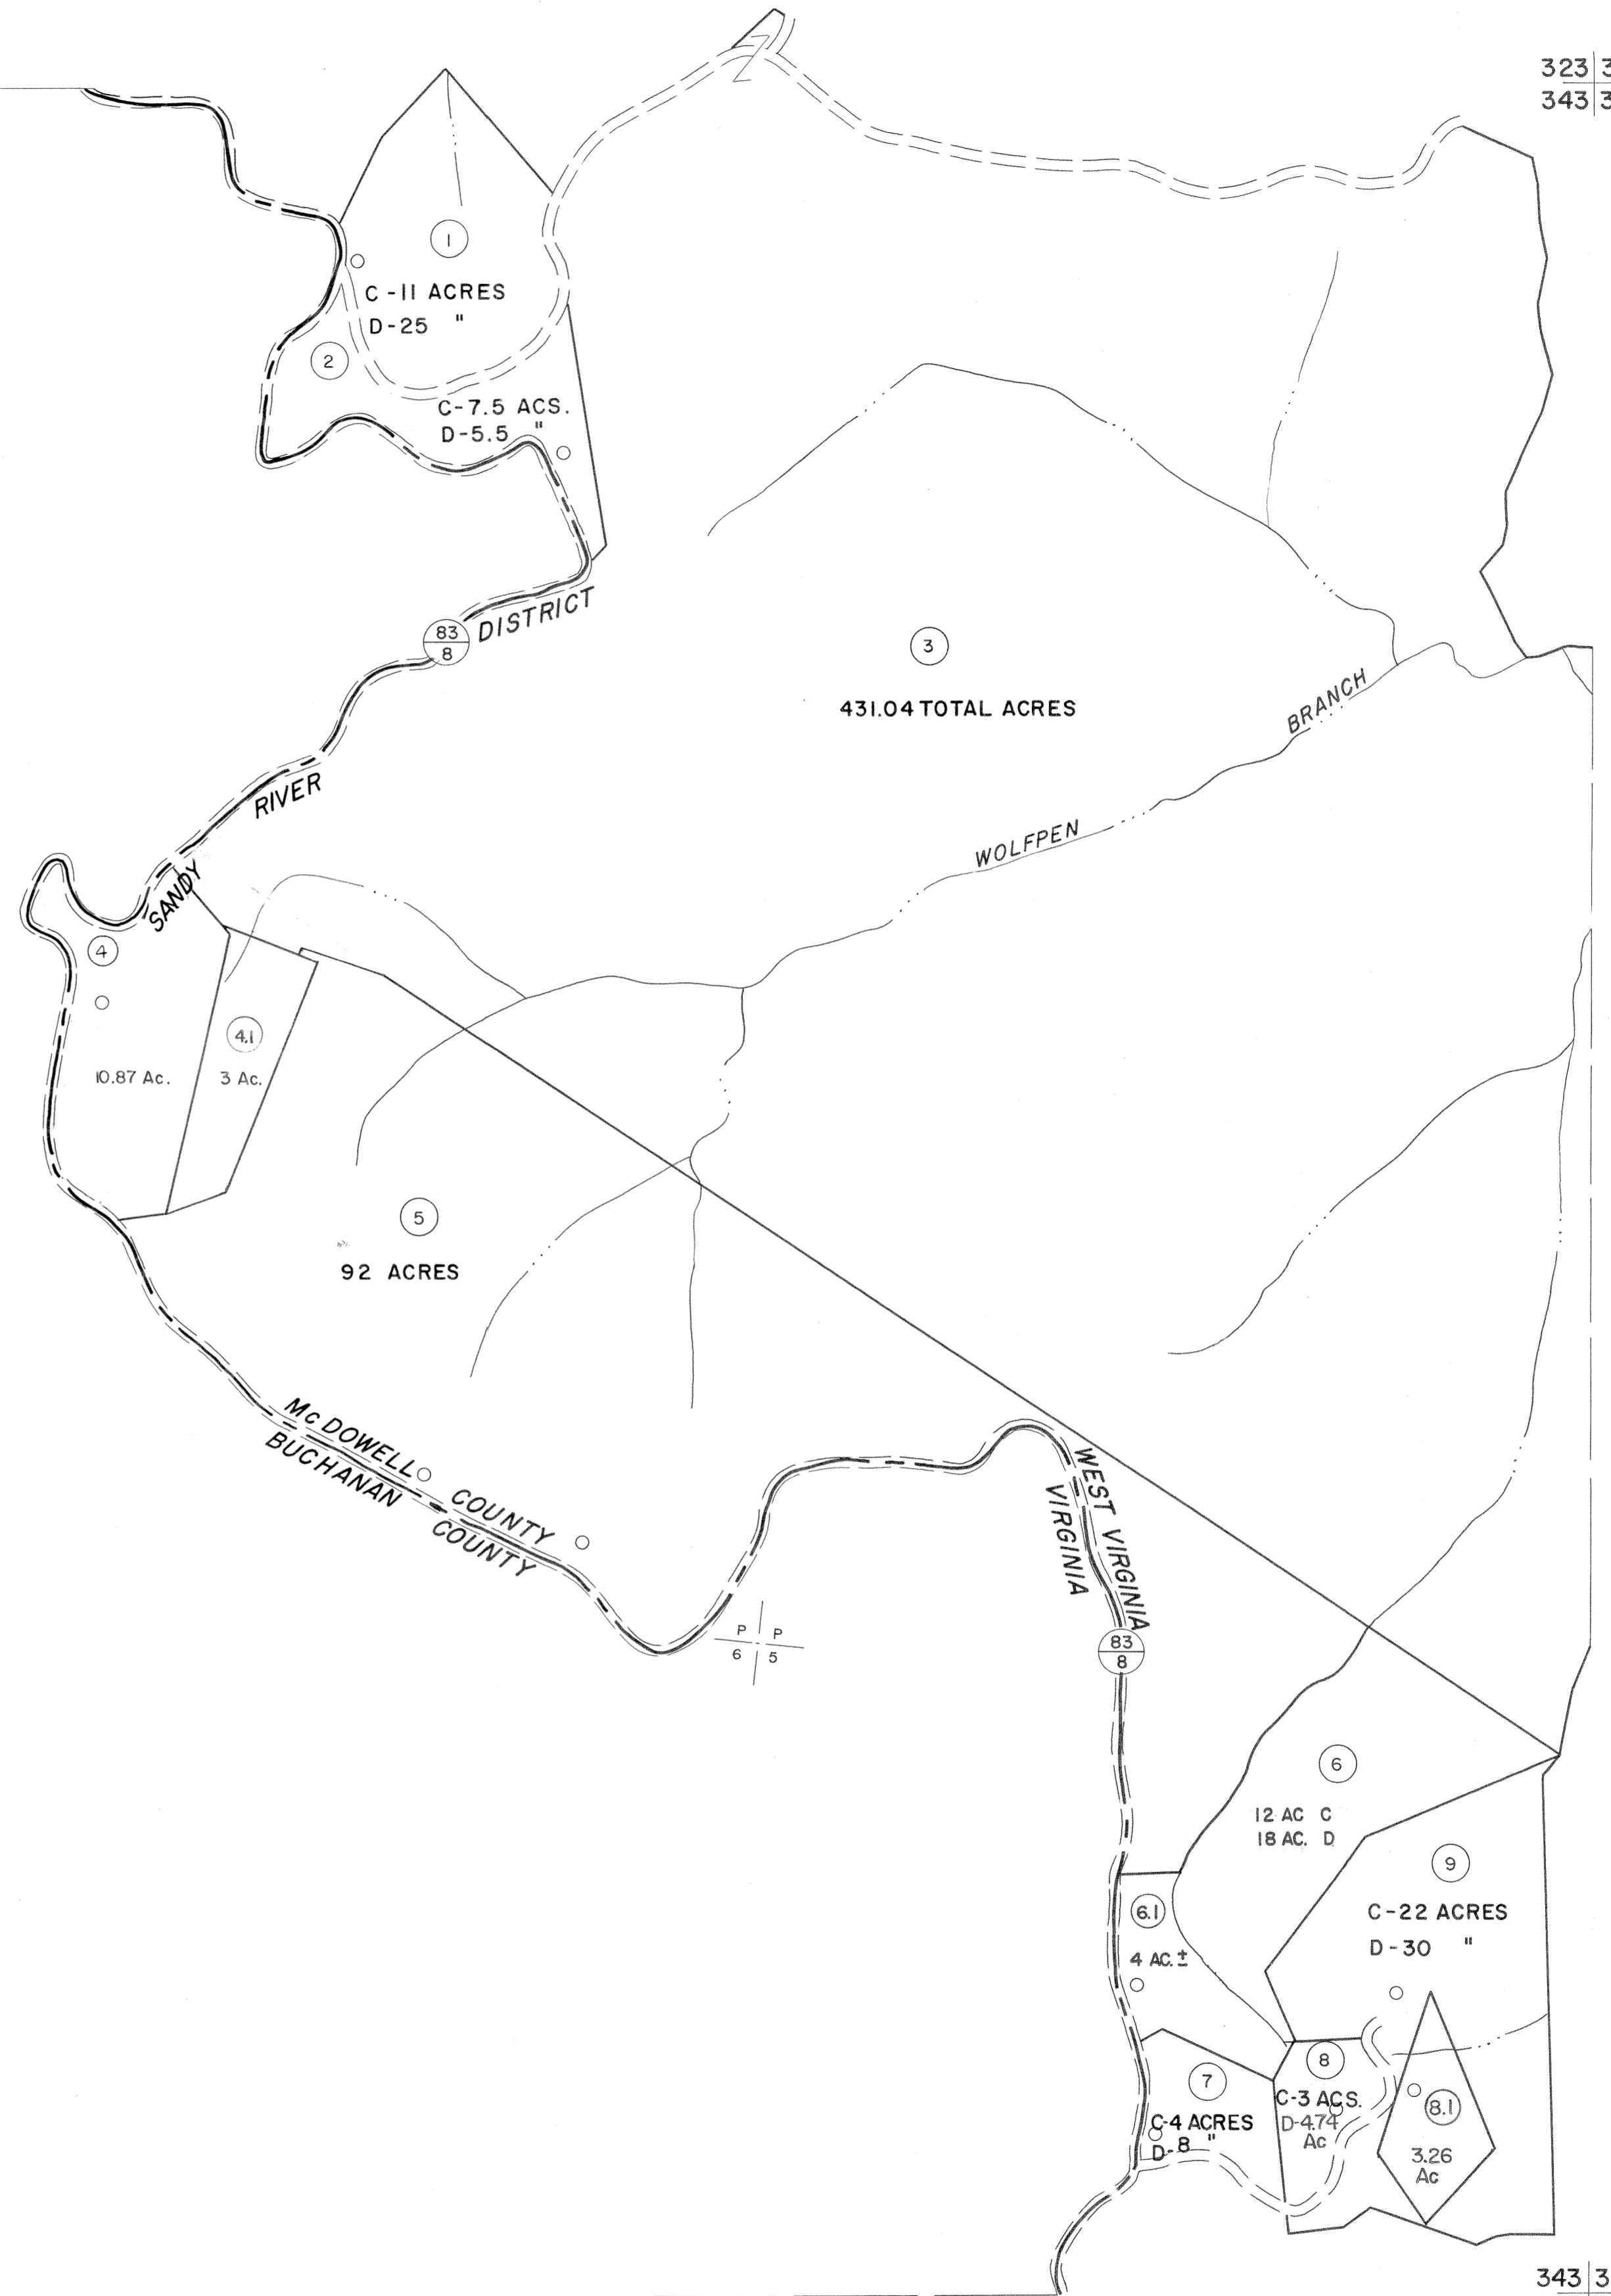 323 3
343 3
1
C-11 ACRES
D-25 "
2
C-7.5 ACS.
D-5.5 "
DISTRICT
83
8
3
431.04 TOTAL ACRES
BRANCH
RIVER
WOLFPEN
SANDY
4
4.1
10.87 Ac.
3 Ac.
5
92 ACRES
McDOWELL COUNTY
BUCHANAN COUNTY
WEST VIRGINIA
VIRGINIA
P P
6 5
83
8
6
12 AC C
18 AC. D
9
C-22 ACRES
D-30 "
6.1
4 AC. ±
8
7
C-3 ACS.
D-4.74
Ac
C-4 ACRES
D-8 "
8.1
3.26
Ac
343 3